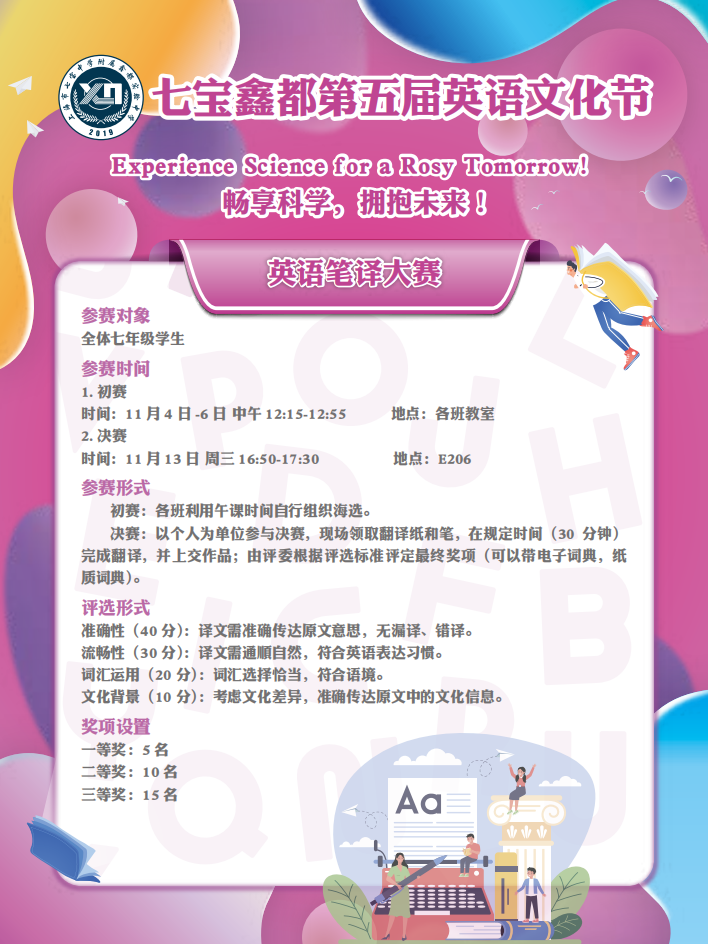 七宝鑫都第五届英语文化节
2019
Experience Science for a Rosy Tomorrow!
畅享科学，拥抱未来！
英语笔译大赛
参赛对象
全体七年级学生
参赛时间
1. 初赛
时间：11 月 4 日 -6 日 中午 12:15-12:55 地点：各班教室
2. 决赛
时间：11 月 13 日 周三 16:50-17:30 地点：E206
参赛形式
初赛：各班利用午课时间自行组织海选。
决赛：以个人为单位参与决赛，现场领取翻译纸和笔，在规定时间（30 分钟）
完成翻译，并上交作品；由评委根据评选标准评定最终奖项（可以带电子词典，纸
质词典）。
评选形式
准确性（40 分）：译文需准确传达原文意思，无漏译、错译。
流畅性（30 分）：译文需通顺自然，符合英语表达习惯。
词汇运用（20 分）：词汇选择恰当，符合语境。
文化背景（10 分）：考虑文化差异，准确传达原文中的文化信息。
奖项设置
一等奖：5 名
二等奖：10 名
三等奖：15 名
Aa